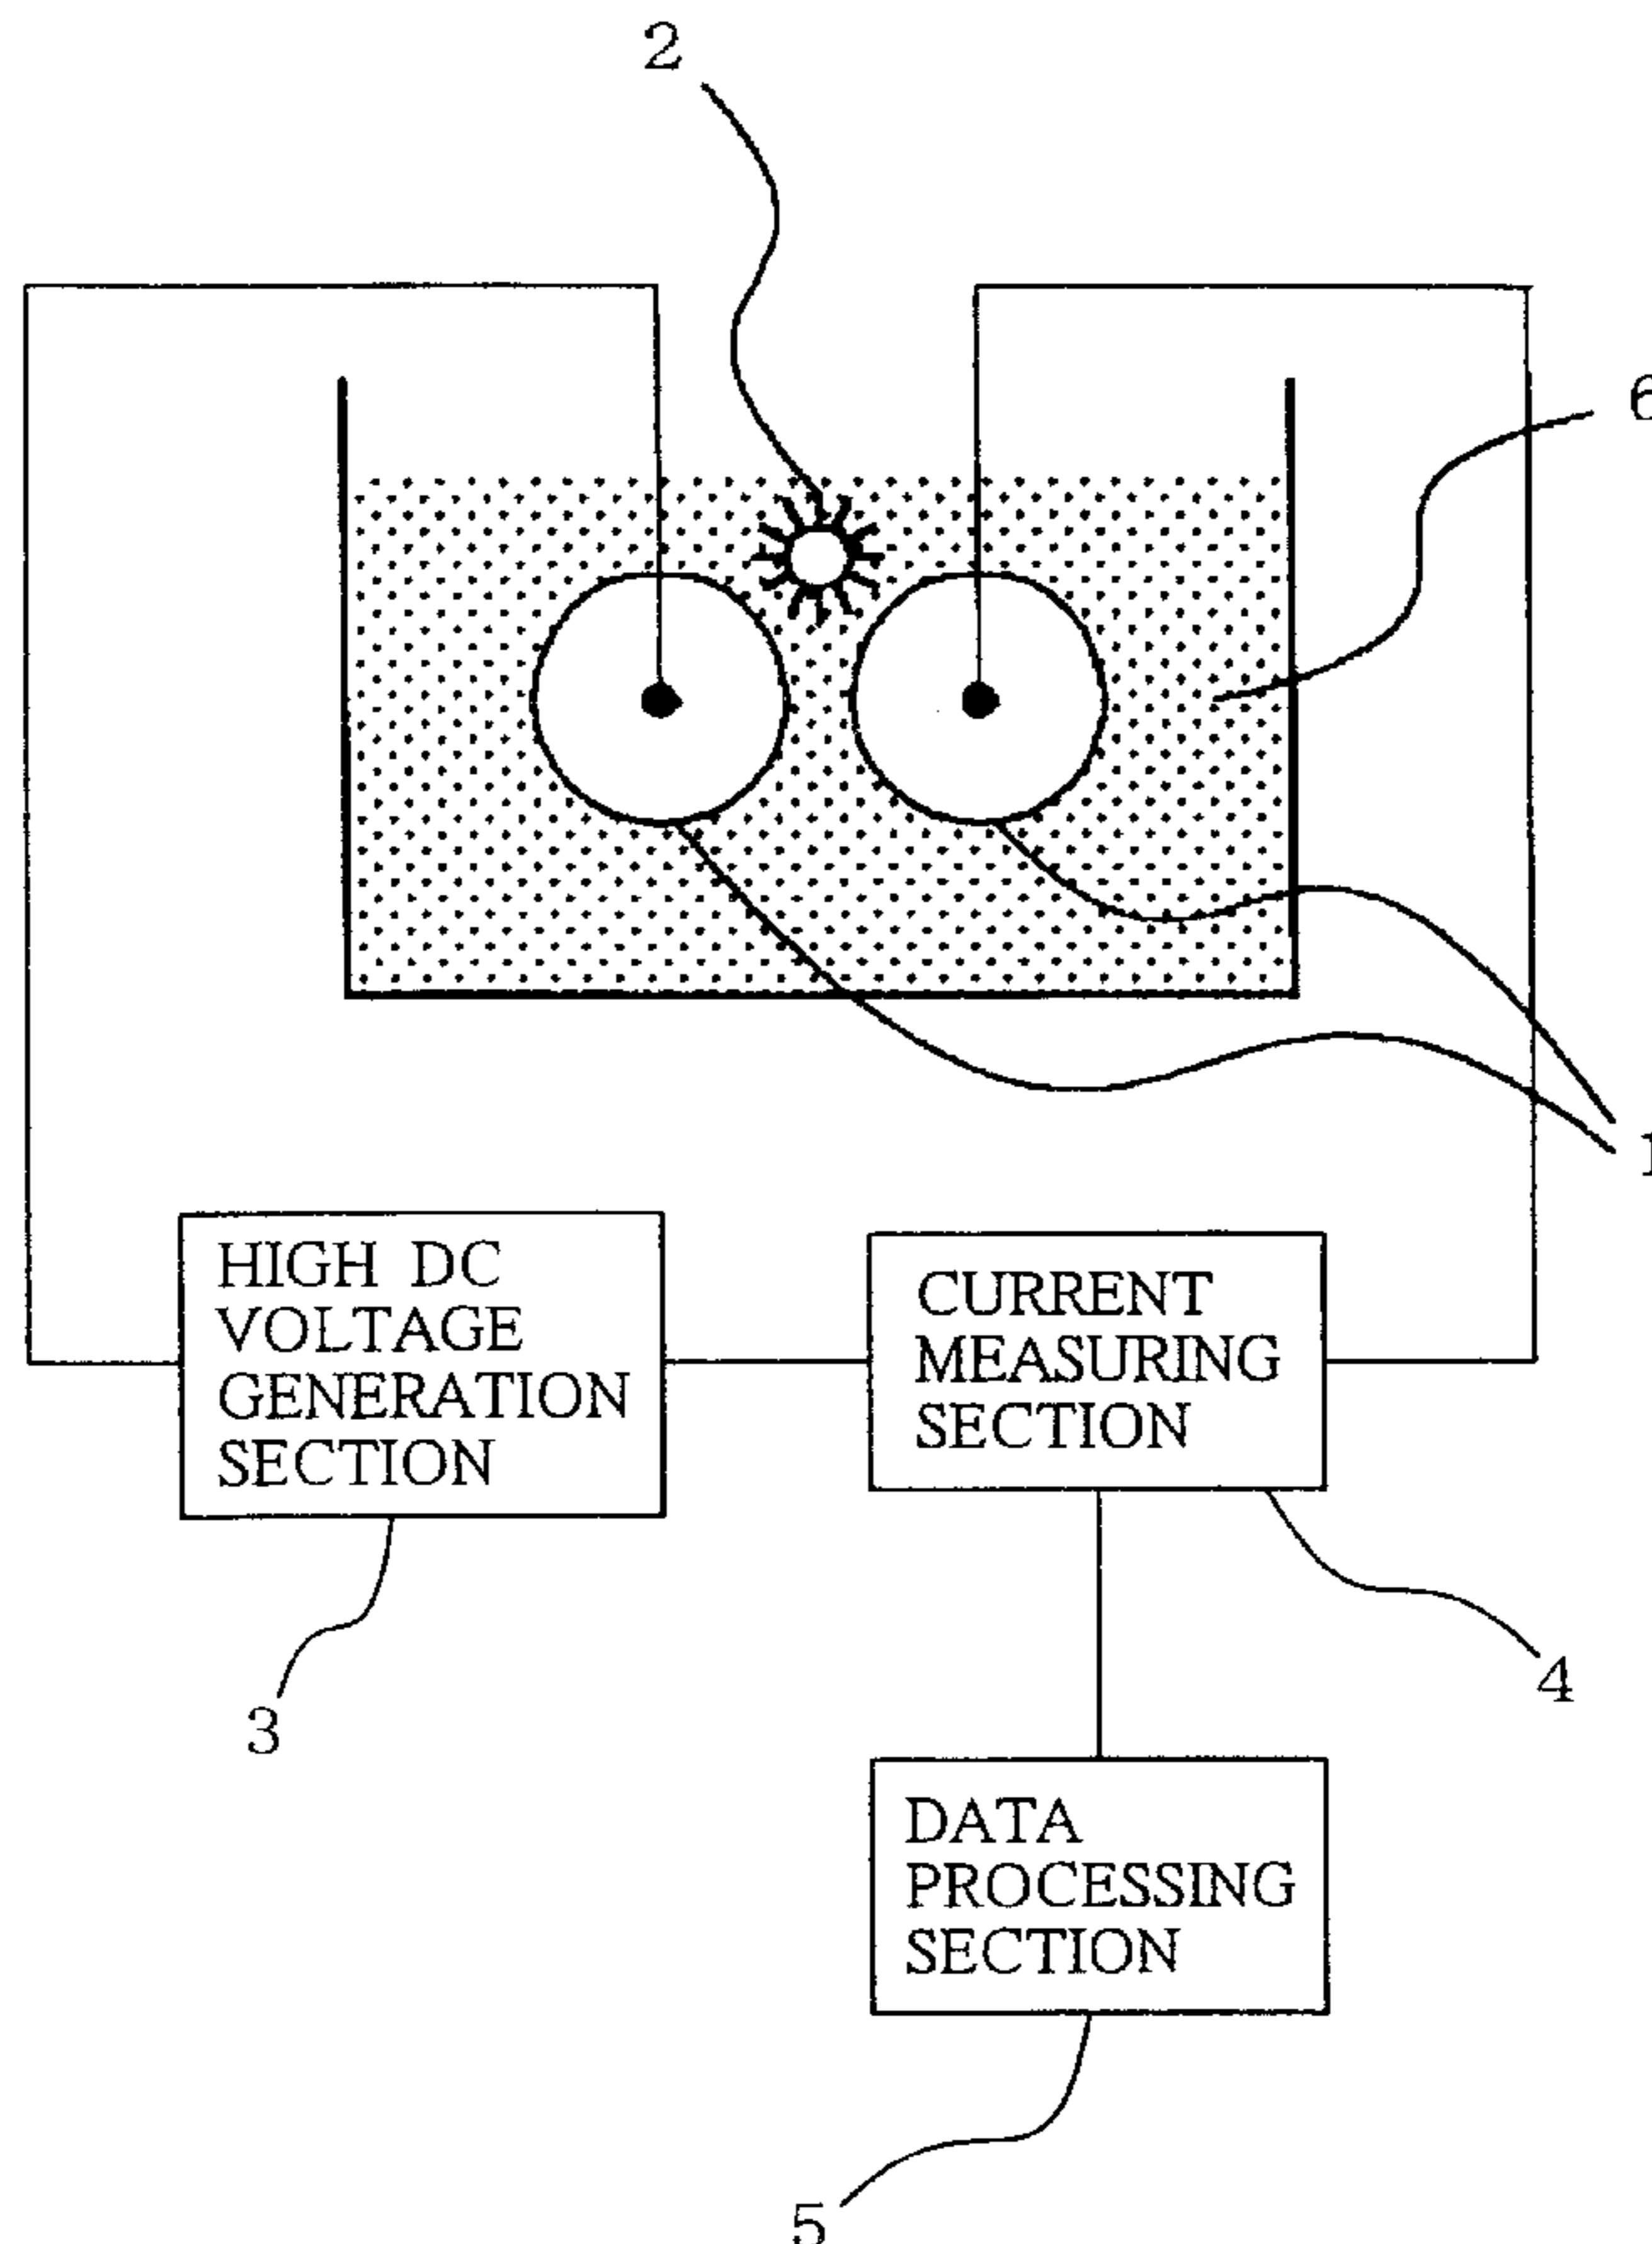 2
6
1
HIGH DC
VOLTAGE
GENERATION
SECTION
CURRENT
MEASURING
SECTION
3
4
DATA
PROCESSING
SECTION
5